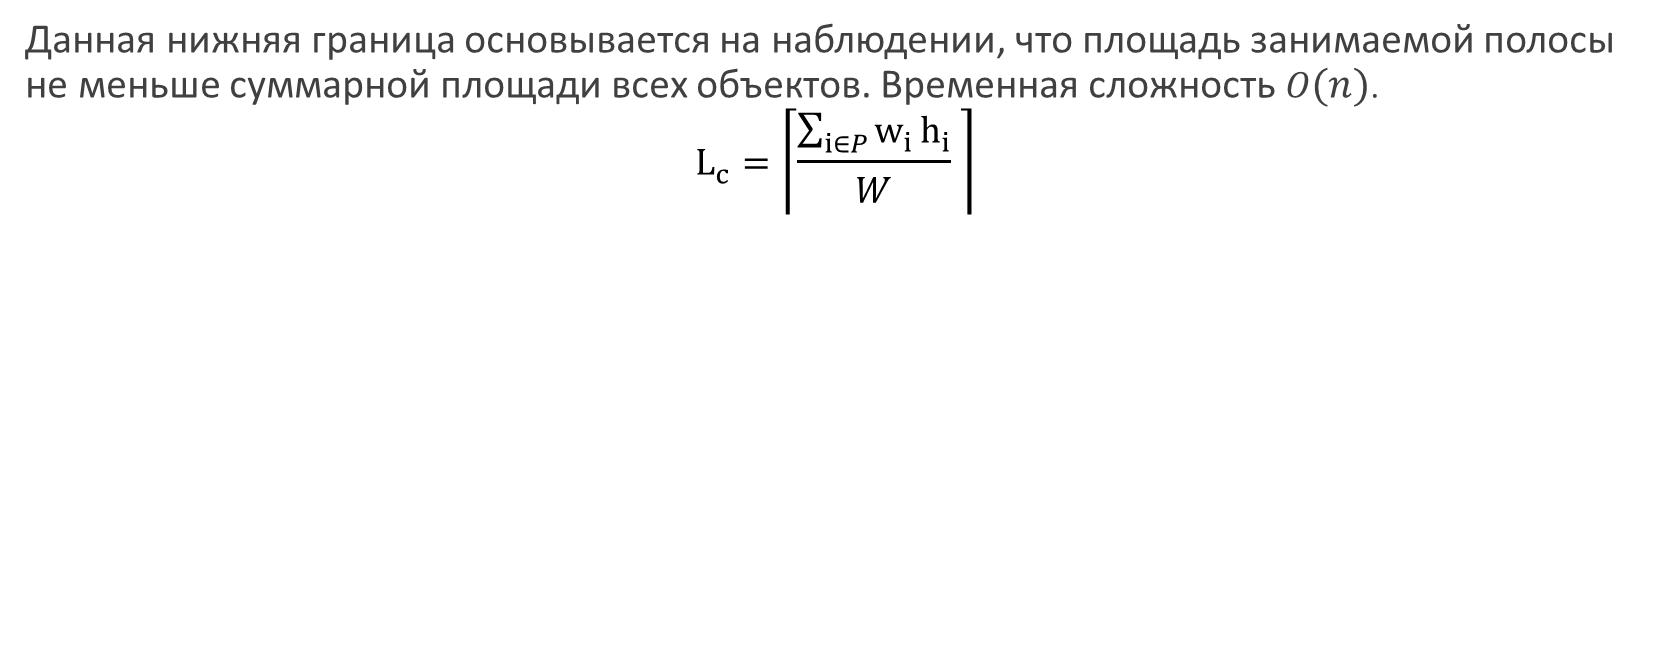 Данная нижняя граница основывается на наблюдении, что площадь занимаемой полосы
не меньше суммарной площади всех объектов. Временная сложность O(n).
L_c = ⌈∑_{i∈P} w_i h_i / W⌉